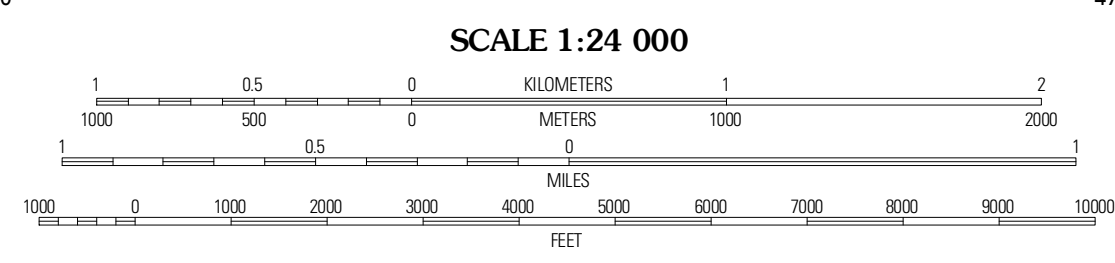 SCALE 1:24 000
1 0.5 0 KILOMETERS 1 2
1000 500 0 METERS 1000 2000
1 0.5 0 1
MILES
1000 0 1000 2000 3000 4000 5000 6000 7000 8000 9000 10000
FEET